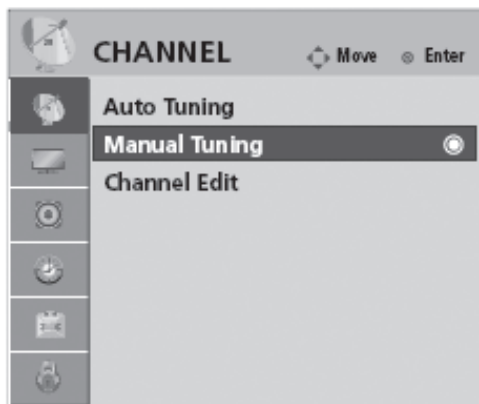 CHANNEL Move Enter
Auto Tuning
Manual Tuning
Channel Edit